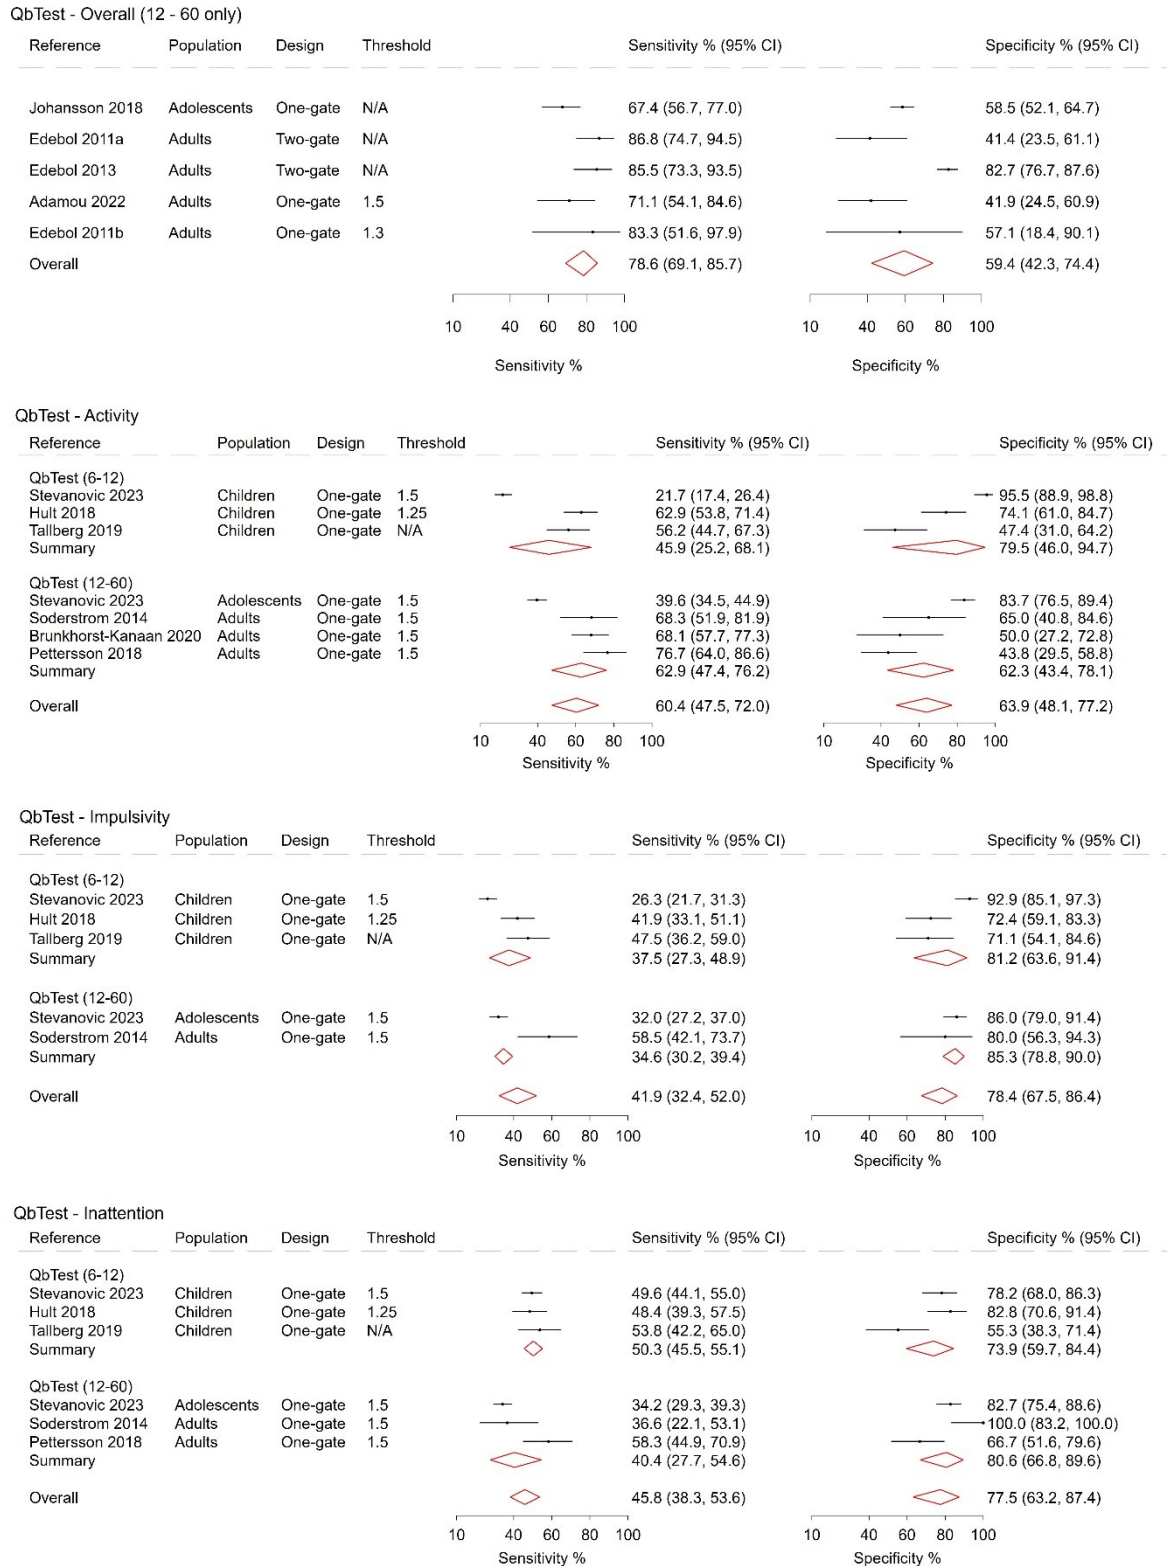 QbTest - Overall (12 - 60 only)
Reference Population Design Threshold Sensitivity % (95% CI) Specificity % (95% CI)
Johansson 2018 Adolescents One-gate N/A 67.4 (56.7, 77.0) 58.5 (52.1, 64.7)
Edebol 2011a Adults Two-gate N/A 86.8 (74.7, 94.5) 41.4 (23.5, 61.1)
Edebol 2013 Adults Two-gate N/A 85.5 (73.3, 93.5) 82.7 (76.7, 87.6)
Adamou 2022 Adults One-gate 1.5 71.1 (54.1, 84.6) 41.9 (24.5, 60.9)
Edebol 2011b Adults One-gate 1.3 83.3 (51.6, 97.9) 57.1 (18.4, 90.1)
Overall 78.6 (69.1, 85.7) 59.4 (42.3, 74.4)
10 40 60 80 100 10 40 60 80 100
Sensitivity % Specificity %
QbTest - Activity
Reference Population Design Threshold Sensitivity % (95% CI) Specificity % (95% CI)
QbTest (6-12)
Stevanovic 2023 Children One-gate 1.5 21.7 (17.4, 26.4) 95.5 (88.9, 98.8)
Hult 2018 Children One-gate 1.25 62.9 (53.8, 71.4) 74.1 (61.0, 84.7)
Tallberg 2019 Children One-gate N/A 56.2 (44.7, 67.3) 47.4 (31.0, 64.2)
Summary 45.9 (25.2, 68.1) 79.5 (46.0, 94.7)
QbTest (12-60)
Stevanovic 2023 Adolescents One-gate 1.5 39.6 (34.5, 44.9) 83.7 (76.5, 89.4)
Soderstrom 2014 Adults One-gate 1.5 68.3 (51.9, 81.9) 65.0 (40.8, 84.6)
Brunkhorst-Kanaan 2020 Adults One-gate 1.5 68.1 (57.7, 77.3) 50.0 (27.2, 72.8)
Pettersson 2018 Adults One-gate 1.5 76.7 (64.0, 86.6) 43.8 (29.5, 58.8)
Summary 62.9 (47.4, 76.2) 62.3 (43.4, 78.1)
Overall 60.4 (47.5, 72.0) 63.9 (48.1, 77.2)
10 40 60 80 100 10 40 60 80 100
Sensitivity % Specificity %
QbTest - Impulsivity
Reference Population Design Threshold Sensitivity % (95% CI) Specificity % (95% CI)
QbTest (6-12)
Stevanovic 2023 Children One-gate 1.5 26.3 (21.7, 31.3) 92.9 (85.1, 97.3)
Hult 2018 Children One-gate 1.25 41.9 (33.1, 51.1) 72.4 (59.1, 83.3)
Tallberg 2019 Children One-gate N/A 47.5 (36.2, 59.0) 71.1 (54.1, 84.6)
Summary 37.5 (27.3, 48.9) 81.2 (63.6, 91.4)
QbTest (12-60)
Stevanovic 2023 Adolescents One-gate 1.5 32.0 (27.2, 37.0) 86.0 (79.0, 91.4)
Soderstrom 2014 Adults One-gate 1.5 58.5 (42.1, 73.7) 80.0 (56.3, 94.3)
Summary 34.6 (30.2, 39.4) 85.3 (78.8, 90.0)
Overall 41.9 (32.4, 52.0) 78.4 (67.5, 86.4)
10 40 60 80 100 10 40 60 80 100
Sensitivity % Specificity %
QbTest - Inattention
Reference Population Design Threshold Sensitivity % (95% CI) Specificity % (95% CI)
QbTest (6-12)
Stevanovic 2023 Children One-gate 1.5 49.6 (44.1, 55.0) 78.2 (68.0, 86.3)
Hult 2018 Children One-gate 1.25 48.4 (39.3, 57.5) 82.8 (70.6, 91.4)
Tallberg 2019 Children One-gate N/A 53.8 (42.2, 65.0) 55.3 (38.3, 71.4)
Summary 50.3 (45.5, 55.1) 73.9 (59.7, 84.4)
QbTest (12-60)
Stevanovic 2023 Adolescents One-gate 1.5 34.2 (29.3, 39.3) 82.7 (75.4, 88.6)
Soderstrom 2014 Adults One-gate 1.5 36.6 (22.1, 53.1) 100.0 (83.2, 100.0)
Pettersson 2018 Adults One-gate 1.5 58.3 (44.9, 70.9) 66.7 (51.6, 79.6)
Summary 40.4 (27.7, 54.6) 80.6 (66.8, 89.6)
Overall 45.8 (38.3, 53.6) 77.5 (63.2, 87.4)
10 40 60 80 100 10 40 60 80 100
Sensitivity % Specificity %